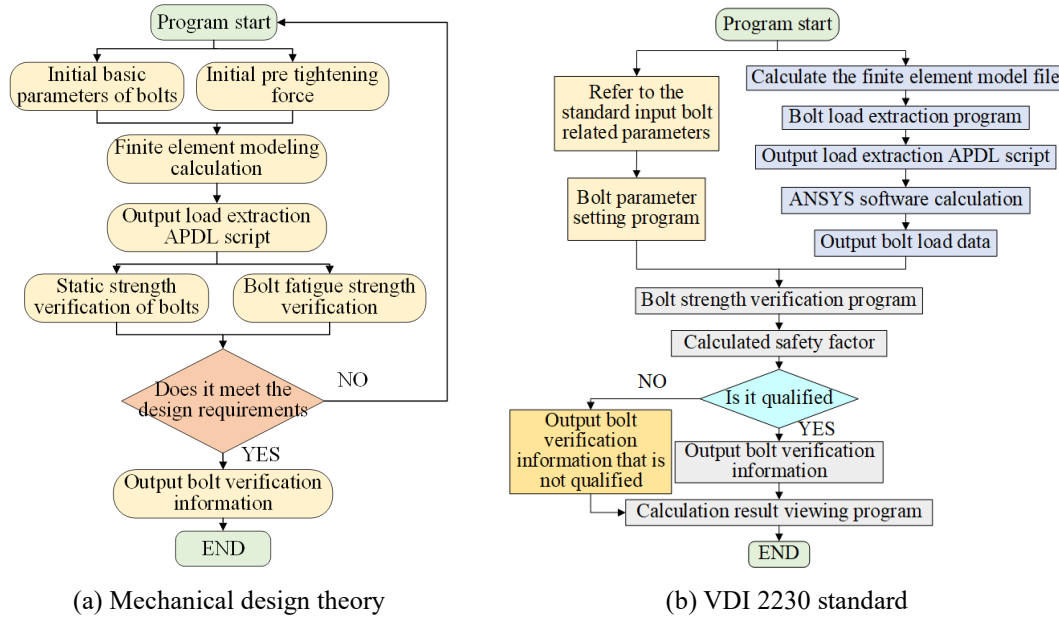 Program start
Initial basic
parameters of bolts
Initial pre tightening
force
Finite element modeling
calculation
Output load extraction
APDL script
Static strength
verification of bolts
Bolt fatigue strength
verification
Does it meet the
design requirements
NO
YES
Output bolt verification
information
END
(a) Mechanical design theory
Program start
Refer to the
standard input bolt
related parameters
Bolt parameter
setting program
Calculate the finite element model file
Bolt load extraction program
Output load extraction APDL script
ANSYS software calculation
Output bolt load data
Bolt strength verification program
Calculated safety factor
Is it qualified
NO
YES
Output bolt
verification
information that is
not qualified
Output bolt verification
information
Calculation result viewing program
END
(b) VDI 2230 standard